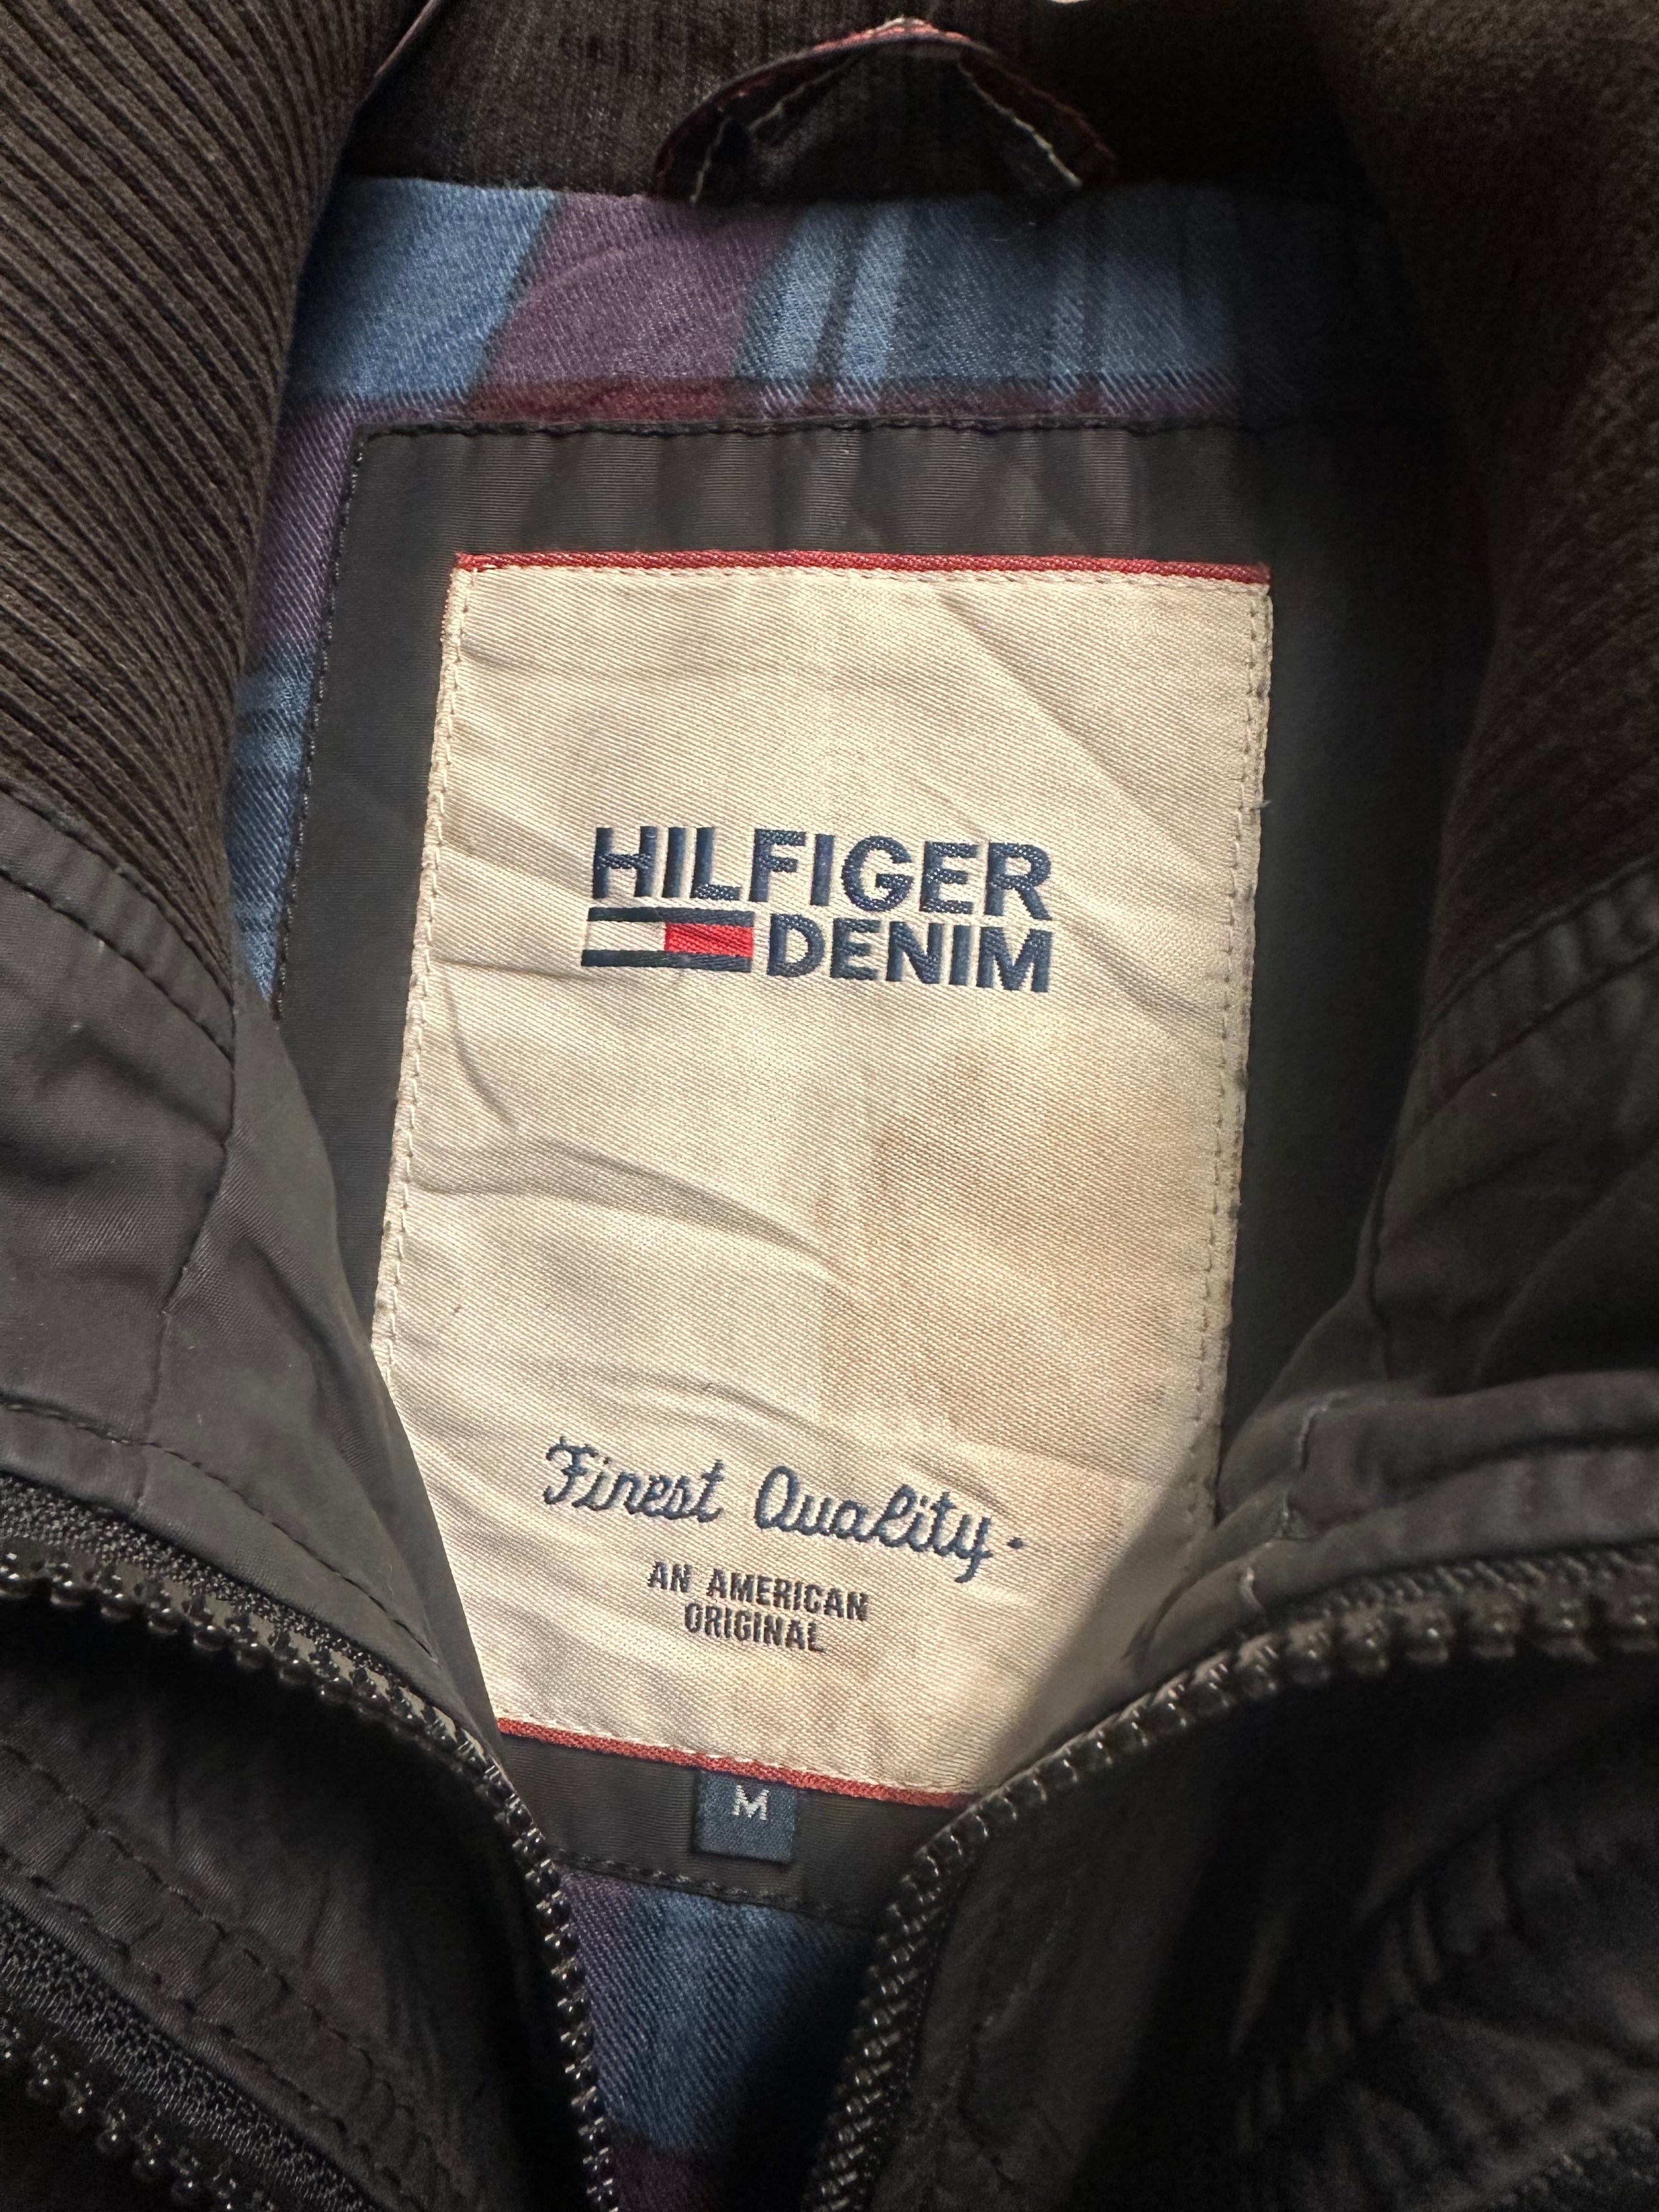 HILFIGER
DENIM
Finest Quality.
AN AMERICAN
ORIGINAL
M